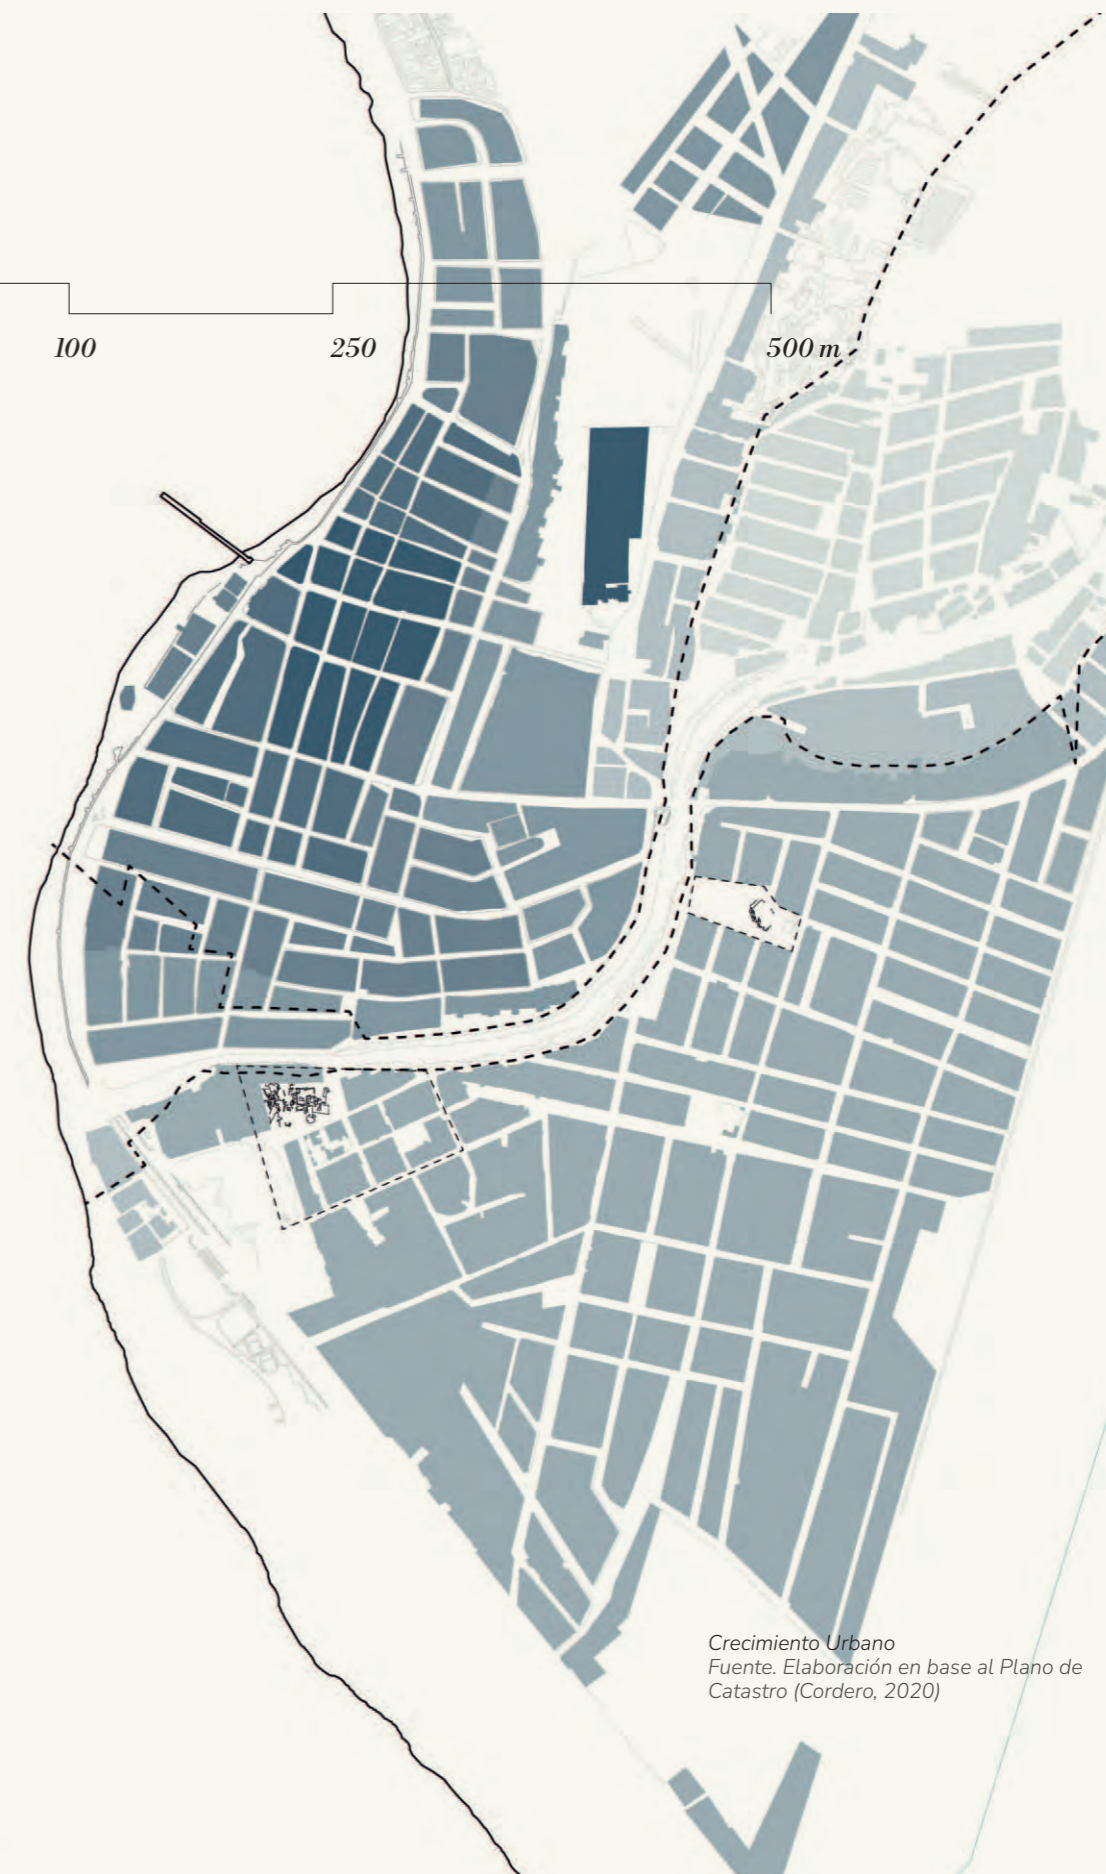 100
250
500 m
Crecimiento Urbano
Fuente. Elaboración en base al Plano de
Catastro (Cordero, 2020)